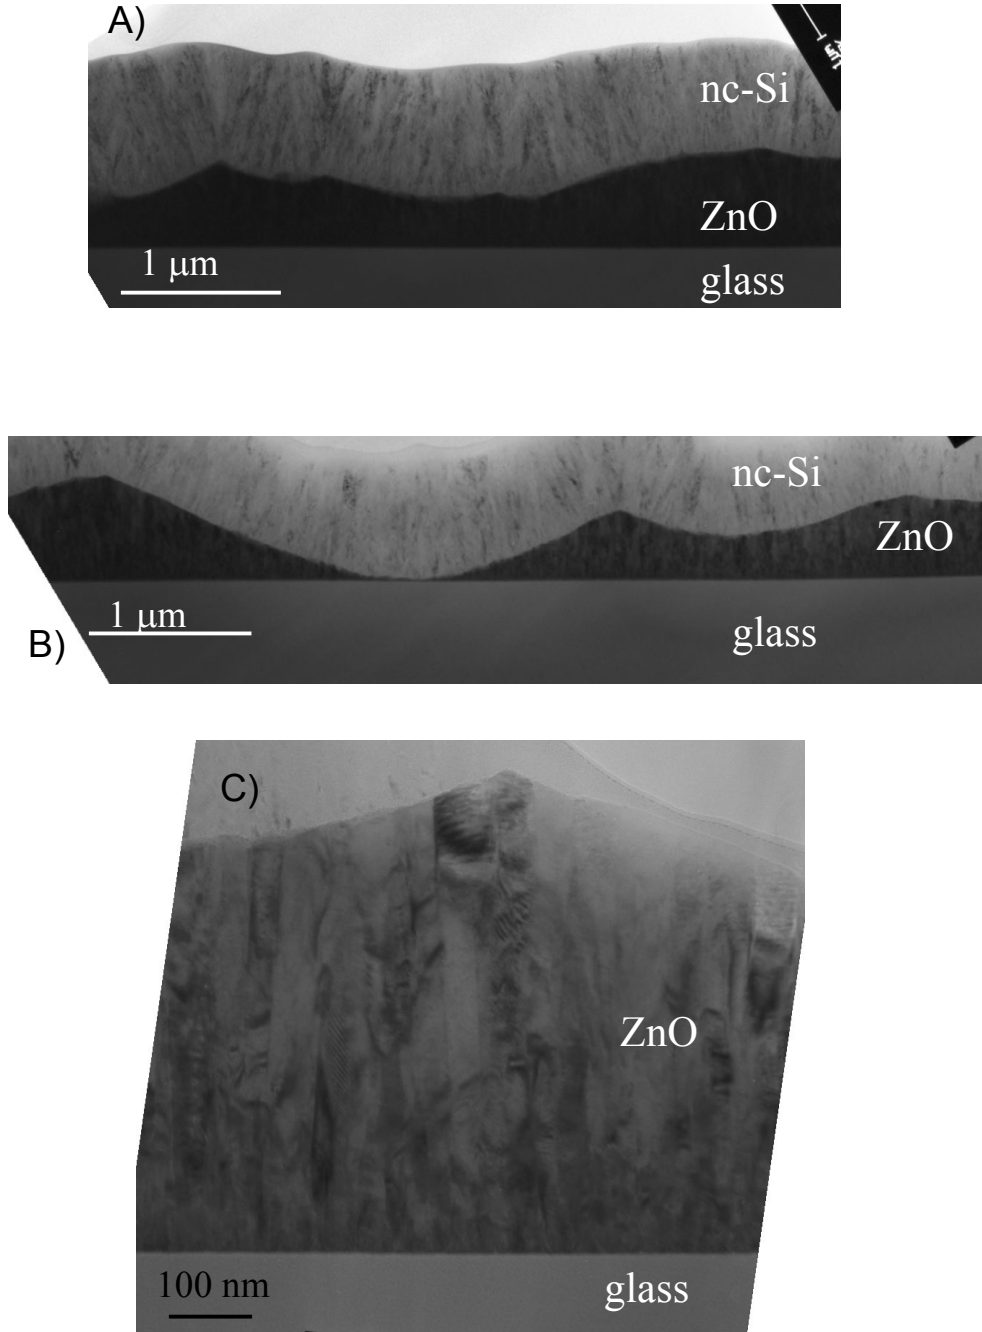 A)
nc-Si
ZnO
1 μm
glass
nc-Si
ZnO
1 μm
glass
B)
C)
ZnO
100 nm
glass